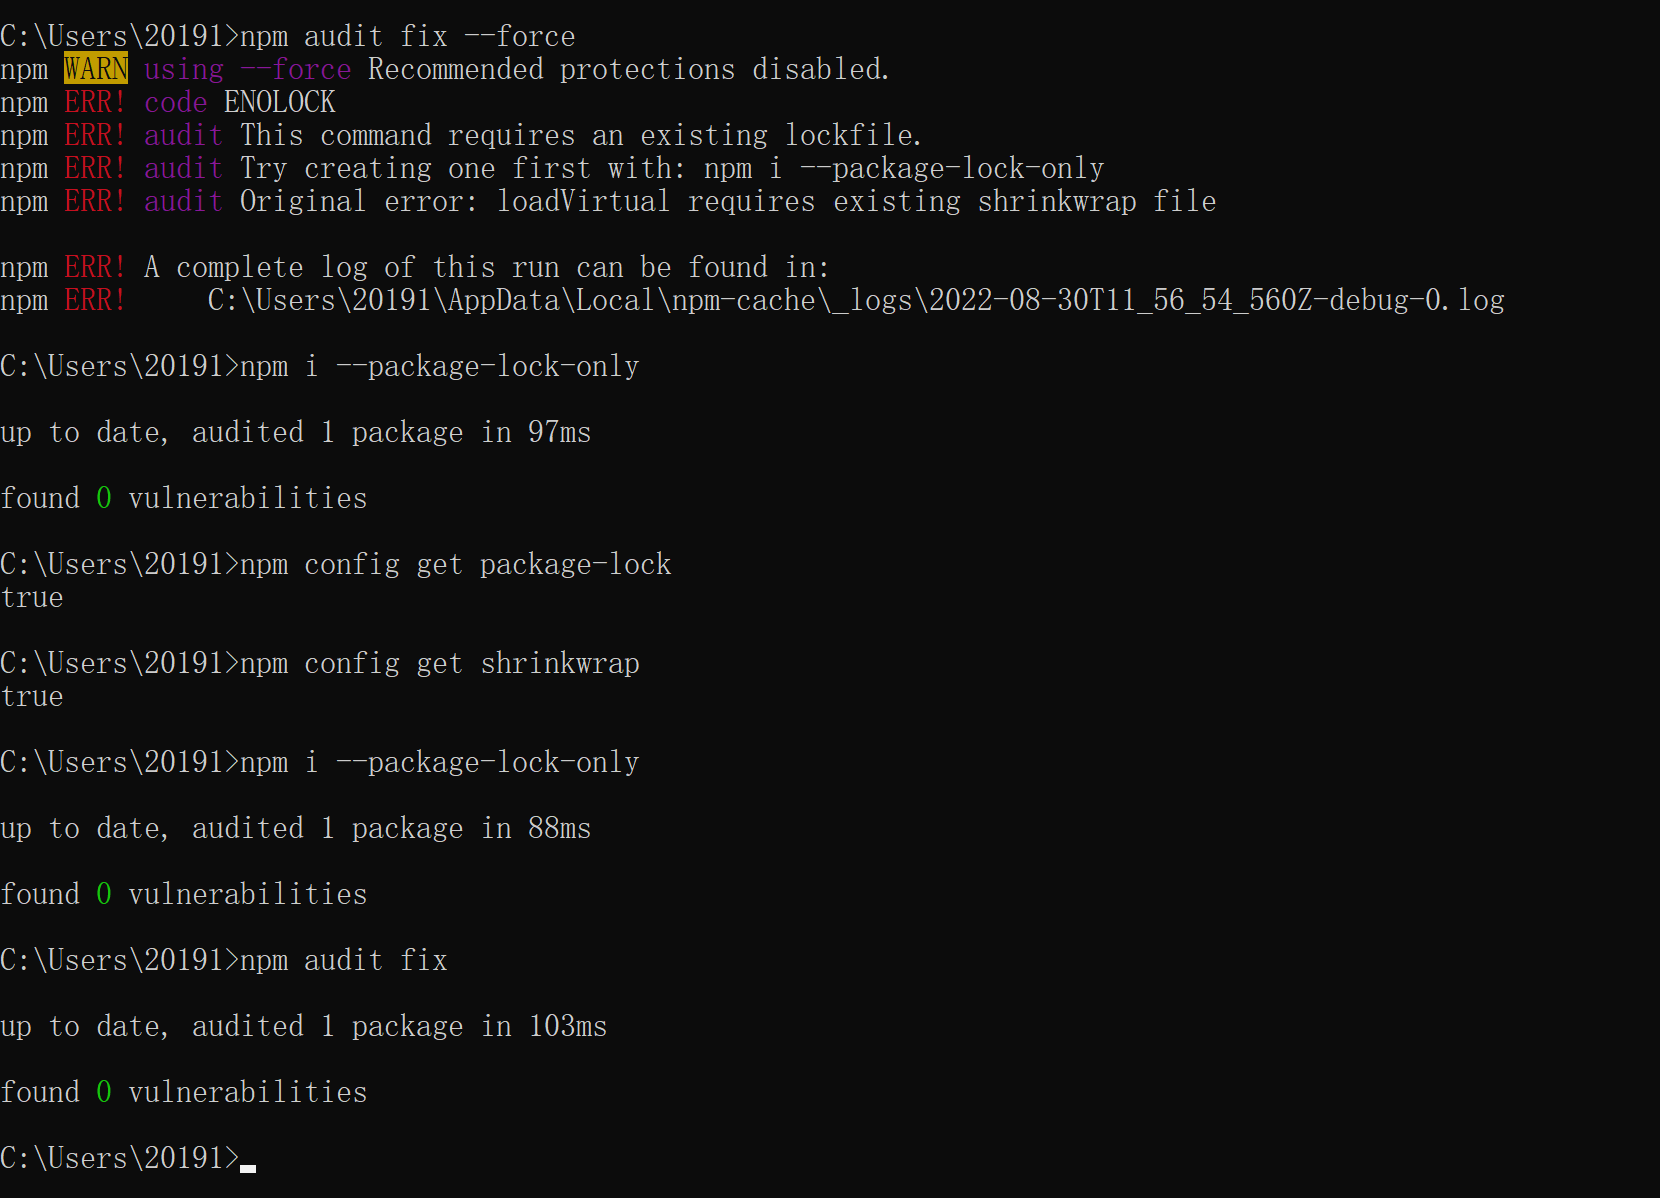 C:\Users\20191>npm audit fix --force
npm WARN using --force Recommended protections disabled.
npm ERR! code ENOLOCK
npm ERR! audit This command requires an existing lockfile.
npm ERR! audit Try creating one first with: npm i --package-lock-only
npm ERR! audit Original error: loadVirtual requires existing shrinkwrap file
npm ERR! A complete log of this run can be found in:
npm ERR!     C:\Users\20191\AppData\Local\npm-cache\_logs\2022-08-30T11_56_54_560Z-debug-0.log
C:\Users\20191>npm i --package-lock-only
up to date, audited 1 package in 97ms
found 0 vulnerabilities
C:\Users\20191>npm config get package-lock
true
C:\Users\20191>npm config get shrinkwrap
true
C:\Users\20191>npm i --package-lock-only
up to date, audited 1 package in 88ms
found 0 vulnerabilities
C:\Users\20191>npm audit fix
up to date, audited 1 package in 103ms
found 0 vulnerabilities
C:\Users\20191>